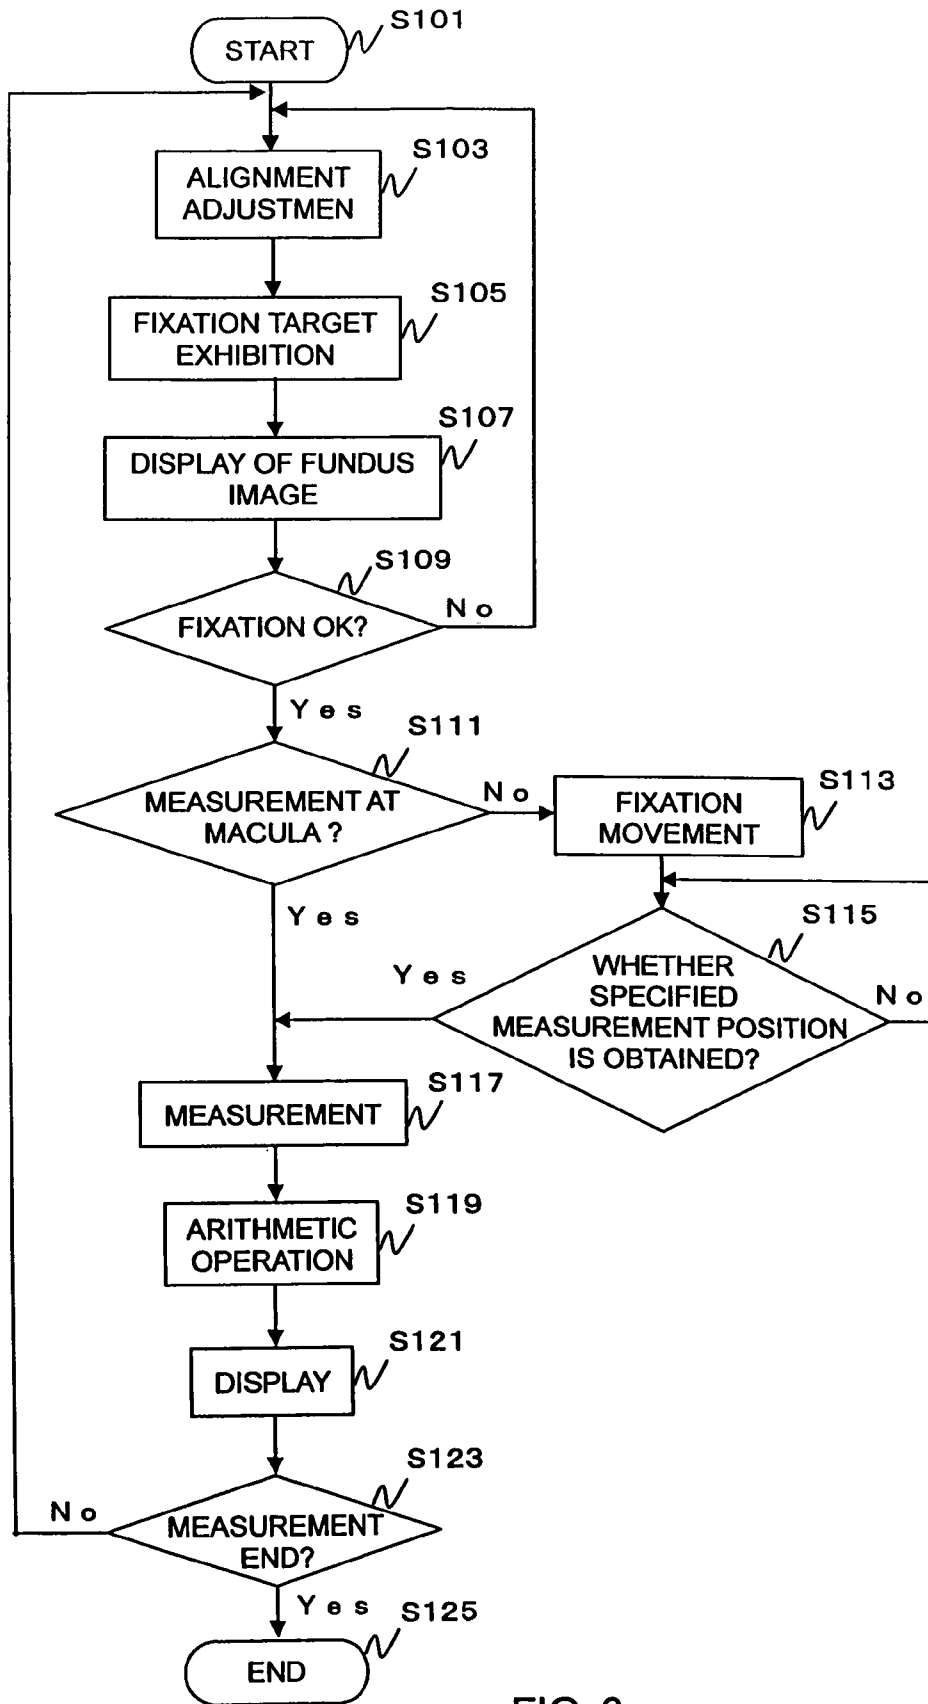 S101
START
S103
ALIGNMENT
ADJUSTMEN
S105
FIXATION TARGET
EXHIBITION
S107
DISPLAY OF FUNDUS
IMAGE
S109
FIXATION OK?
No
Yes
S111
MEASUREMENT AT
MACULA ?
No
S113
FIXATION
MOVEMENT
Yes
S115
WHETHER
SPECIFIED
MEASUREMENT POSITION
IS OBTAINED?
Yes
No
S117
MEASUREMENT
S119
ARITHMETIC
OPERATION
S121
DISPLAY
S123
MEASUREMENT
END?
No
Yes
S125
END